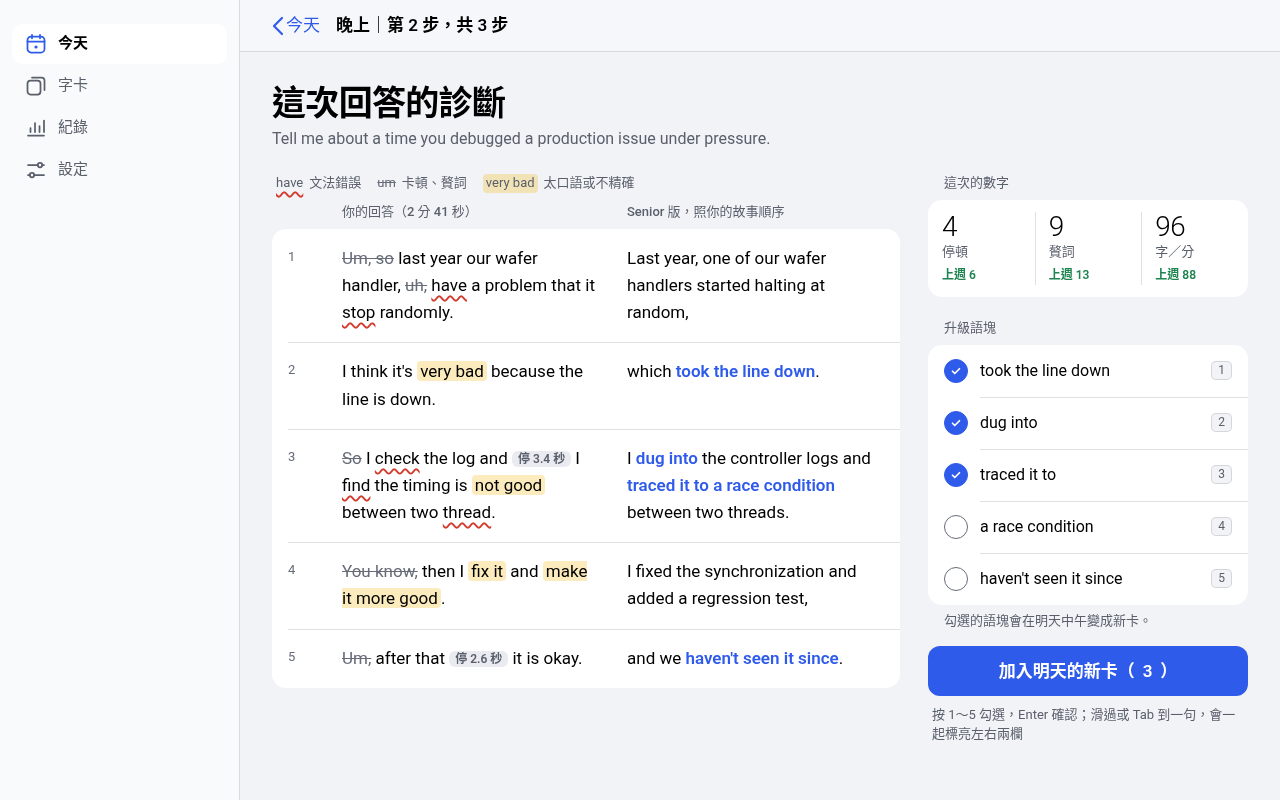 今天
字卡
紀錄
設定
今天 晚上｜第 2 步，共 3 步
這次回答的診斷
Tell me about a time you debugged a production issue under pressure.
have 文法錯誤 um 卡頓、贅詞 very bad 太口語或不精確
你的回答（2 分 41 秒） Senior 版，照你的故事順序
1
Um, so last year our wafer
handler, uh, have a problem that it
stop randomly.
Last year, one of our wafer
handlers started halting at
random,
2
I think it's very bad because the
line is down.
which took the line down.
3
So I check the log and 停 3.4 秒 I
find the timing is not good
between two thread.
I dug into the controller logs and
traced it to a race condition
between two threads.
4
You know, then I fix it and make
it more good.
I fixed the synchronization and
added a regression test,
5
Um, after that 停 2.6 秒 it is okay.
and we haven't seen it since.
這次的數字
4
停頓
上週 6
9
贅詞
上週 13
96
字／分
上週 88
升級語塊
took the line down 1
dug into 2
traced it to 3
a race condition 4
haven't seen it since 5
勾選的語塊會在明天中午變成新卡。
加入明天的新卡（ 3 ）
按 1～5 勾選，Enter 確認；滑過或 Tab 到一句，會一
起標亮左右兩欄